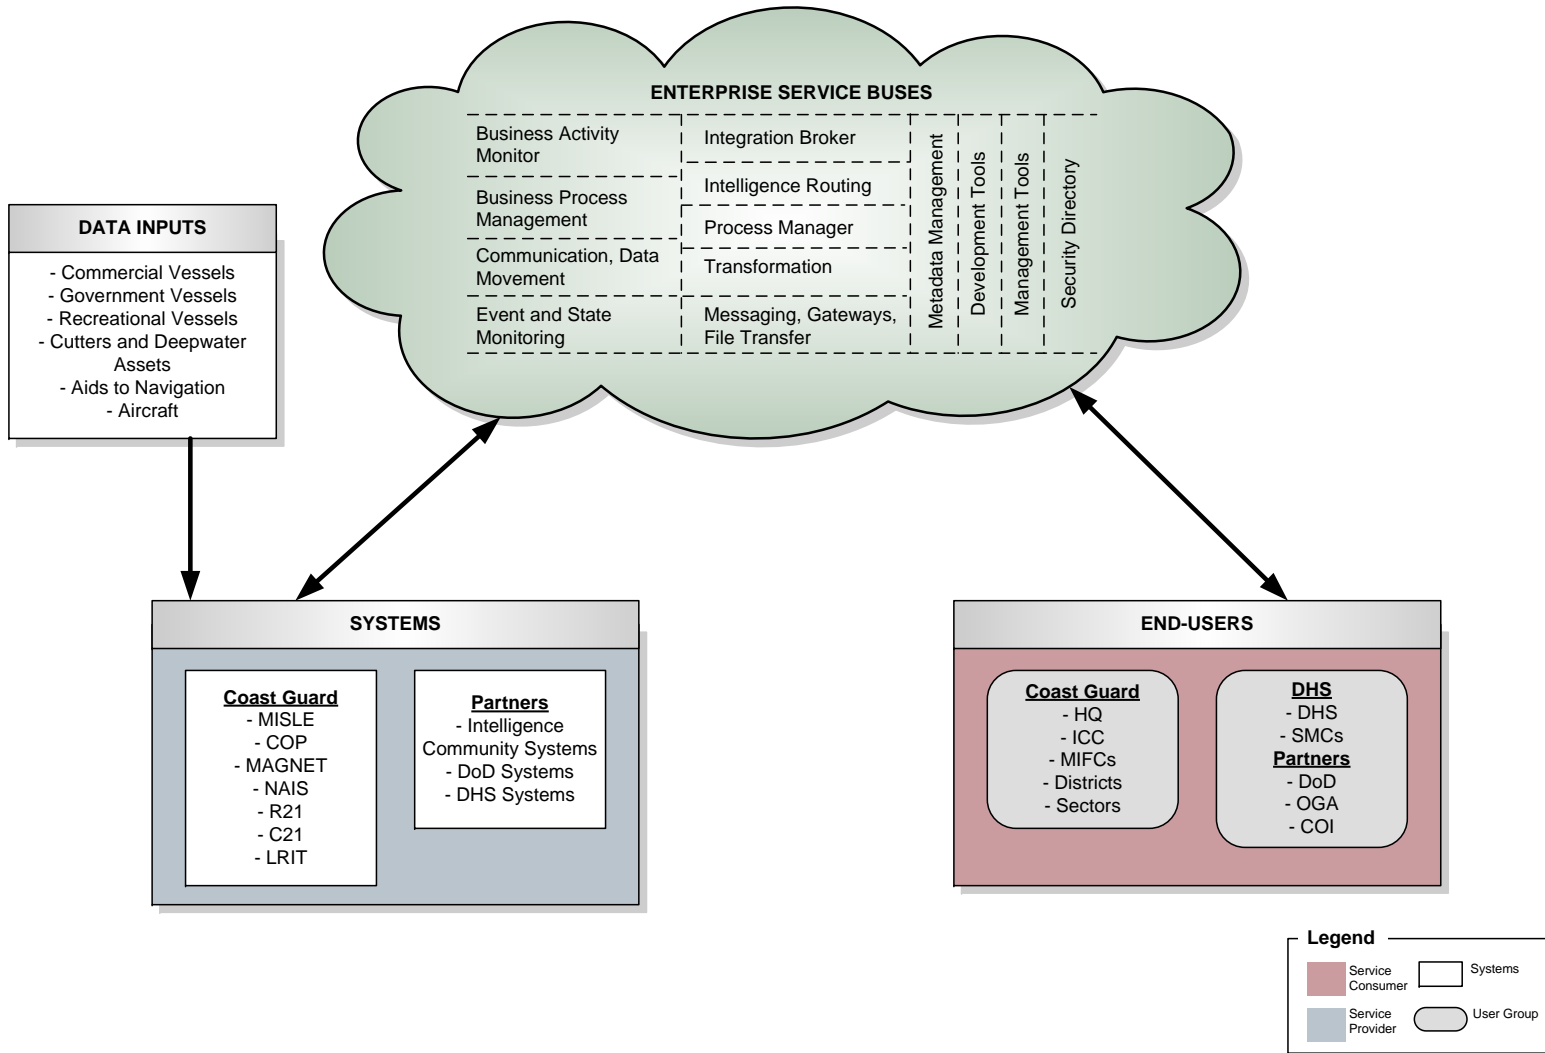 ENTERPRISE SERVICE BUSES
Business Activity
Monitor
Business Process
Management
Communication, Data
Movement
Event and State
Monitoring
Integration Broker
Intelligence Routing
Process Manager
Transformation
Messaging, Gateways,
File Transfer
Metadata Management
Development Tools
Management Tools
Security Directory
DATA INPUTS
- Commercial Vessels
- Government Vessels
- Recreational Vessels
- Cutters and Deepwater
Assets
- Aids to Navigation
- Aircraft
SYSTEMS
Coast Guard
- MISLE
- COP
- MAGNET
- NAIS
- R21
- C21
- LRIT
Partners
- Intelligence
Community Systems
- DoD Systems
- DHS Systems
END-USERS
Coast Guard
- HQ
- ICC
- MIFCs
- Districts
- Sectors
DHS
- DHS
- SMCs
Partners
- DoD
- OGA
- COI
Legend
Service
Consumer
Systems
Service
Provider
User Group